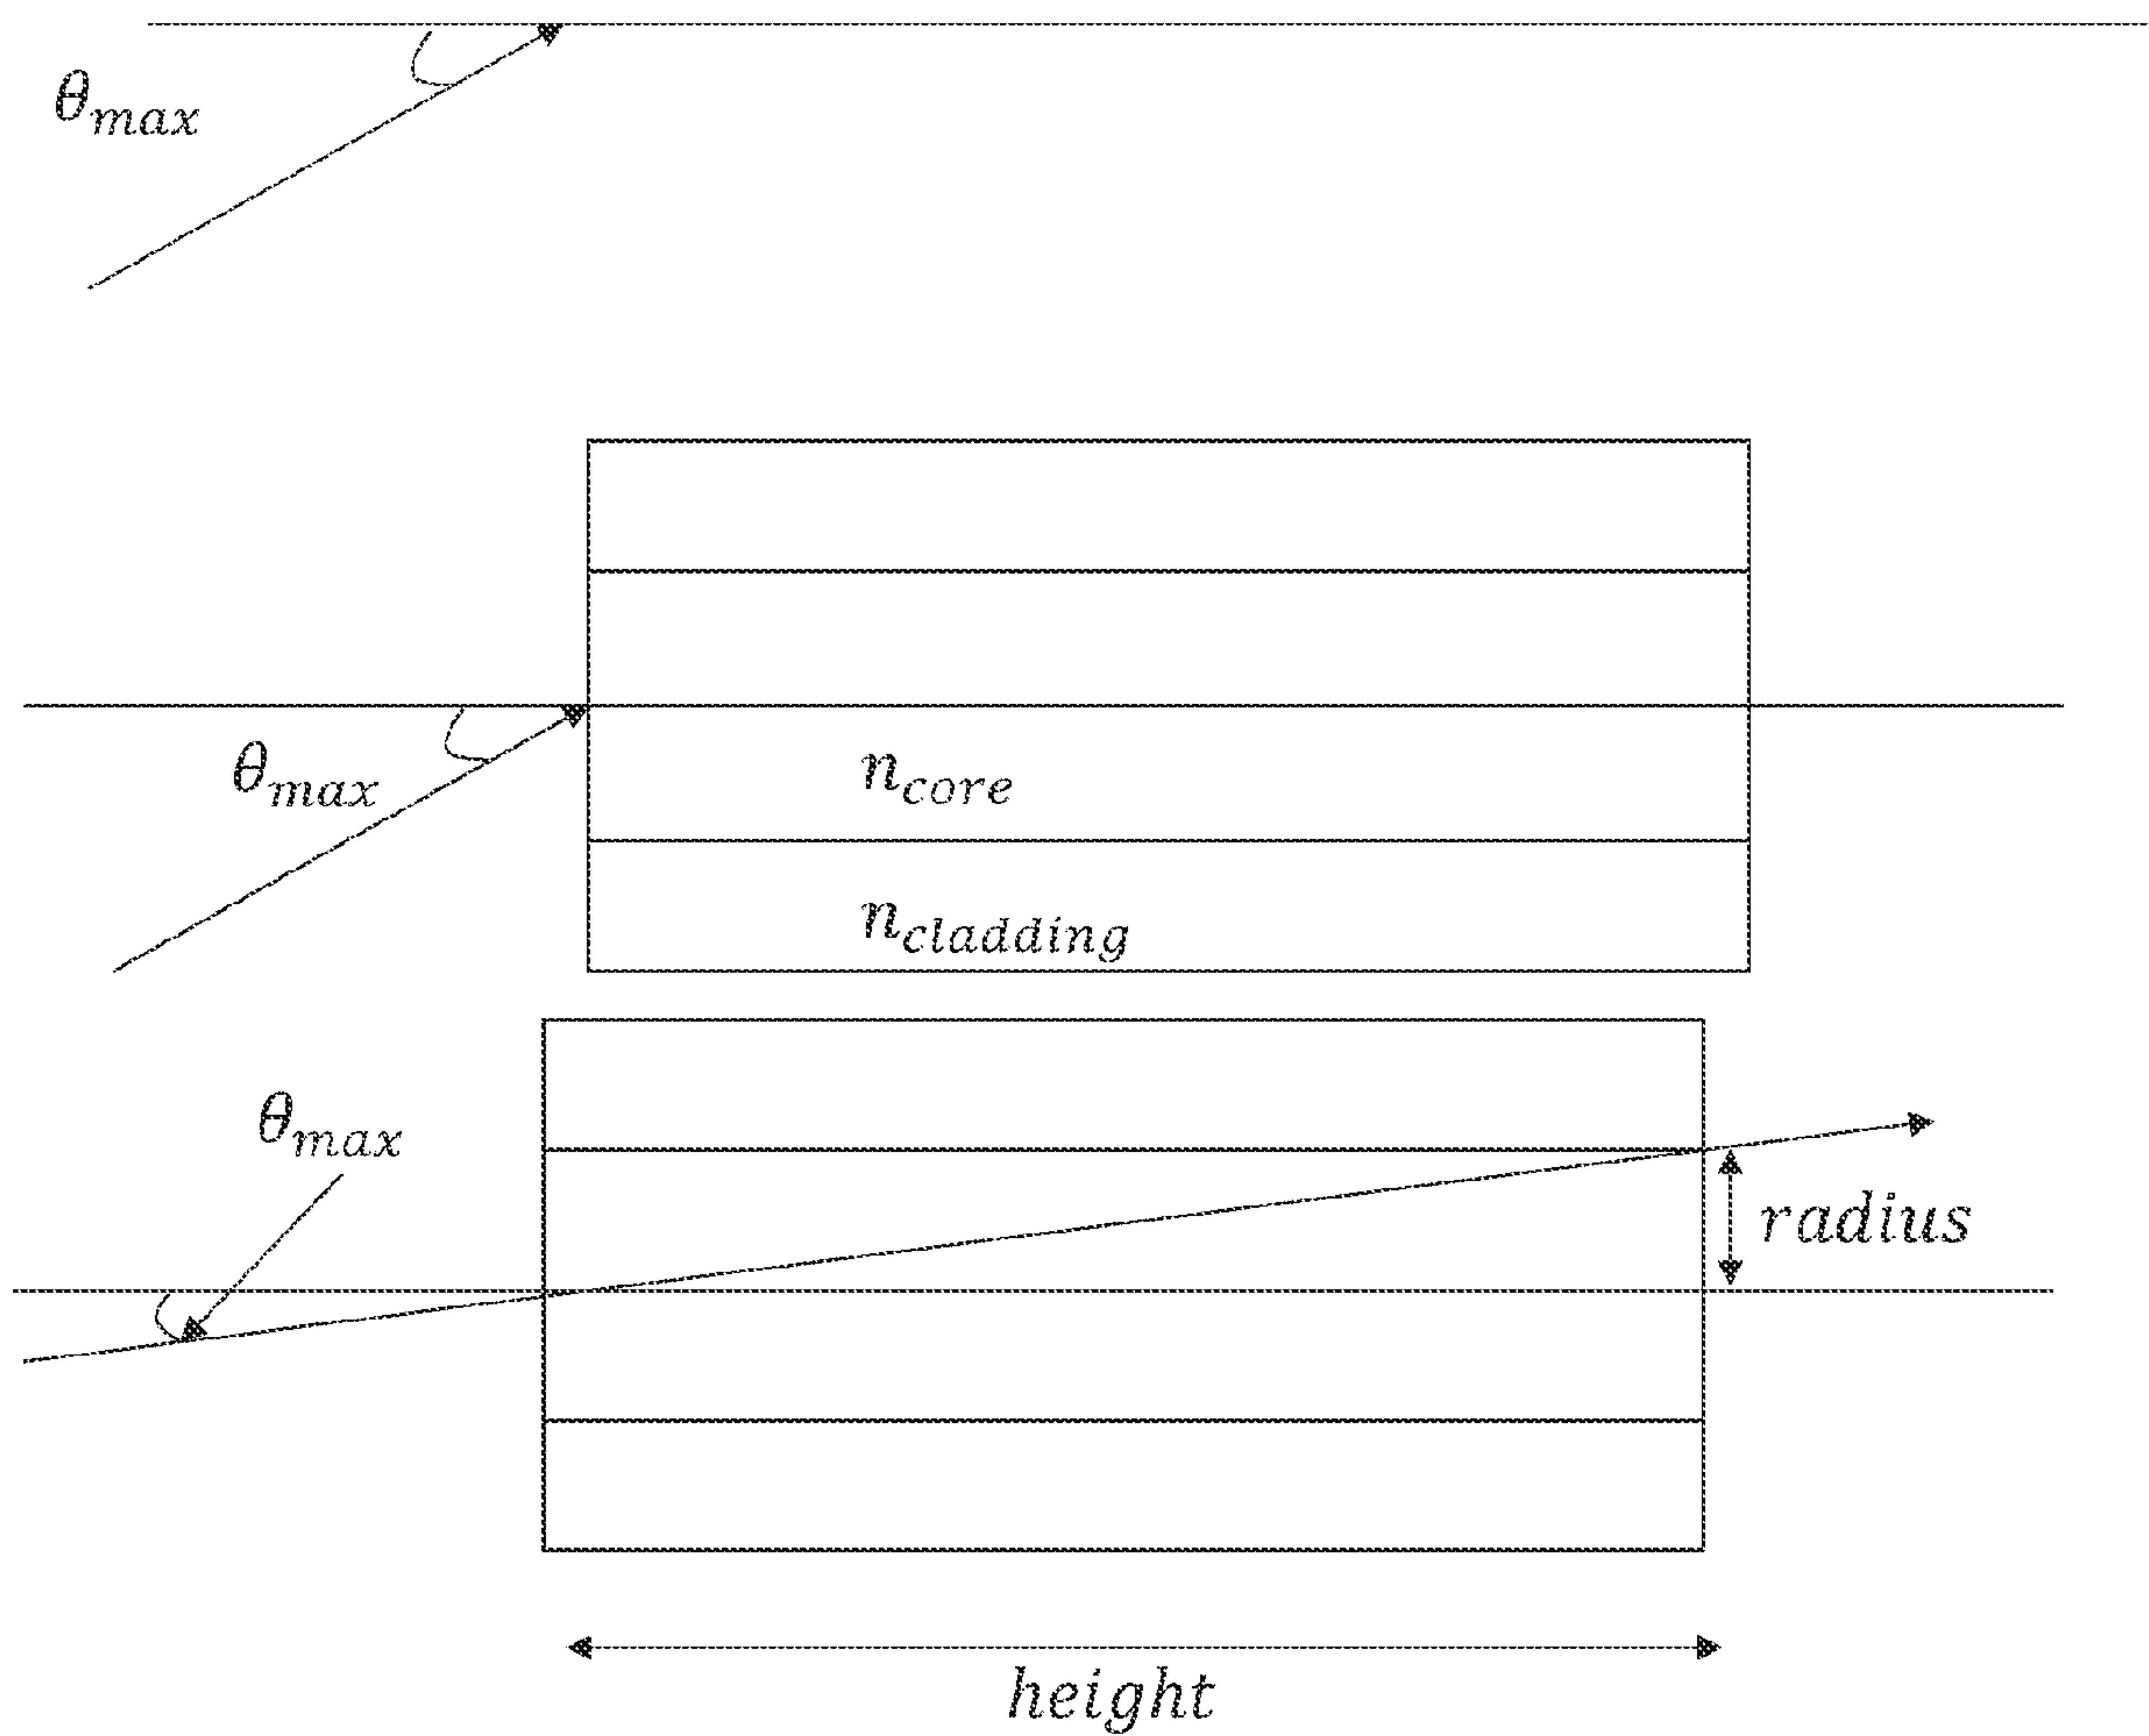 θmax
θmax
ncore
ncladding
θmax
radius
height